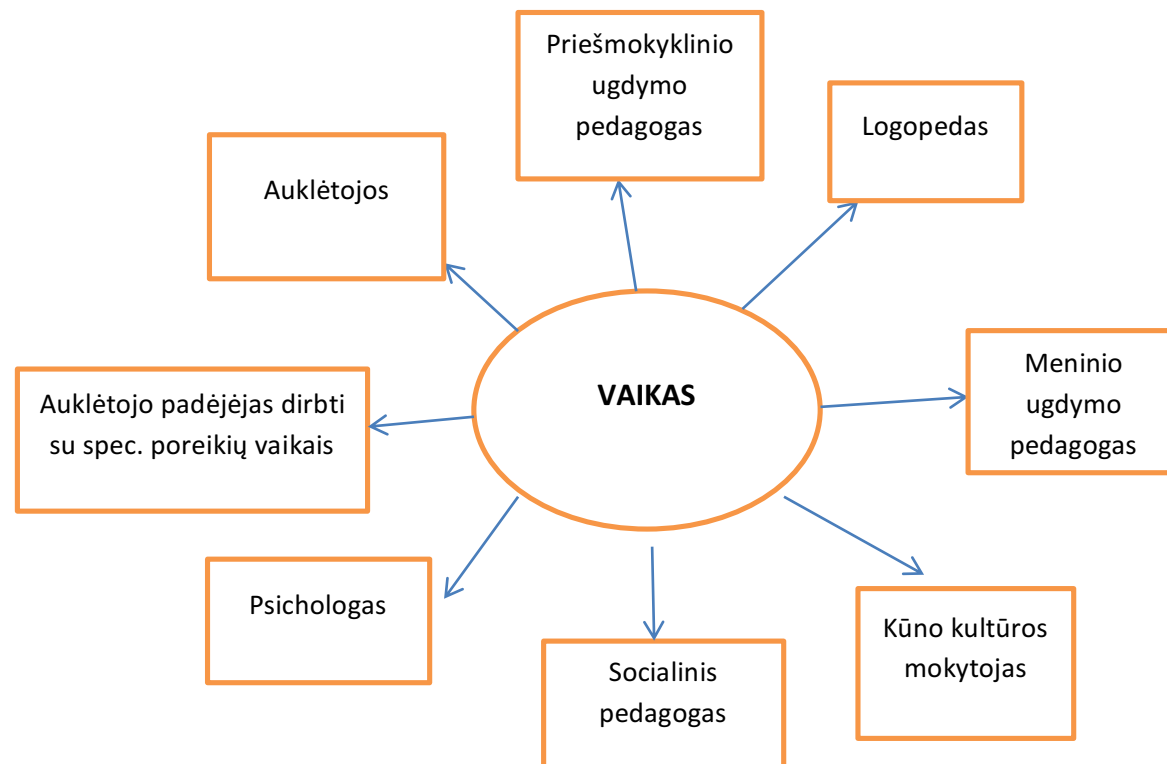 Priešmokyklinio
ugdymo
pedagogas
Logopedas
Auklėtojos
Meninio
ugdymo
pedagogas
VAIKAS
Auklėtojo padėjėjas dirbti
su spec. poreikių vaikais
Psichologas
Kūno kultūros
mokytojas
Socialinis
pedagogas